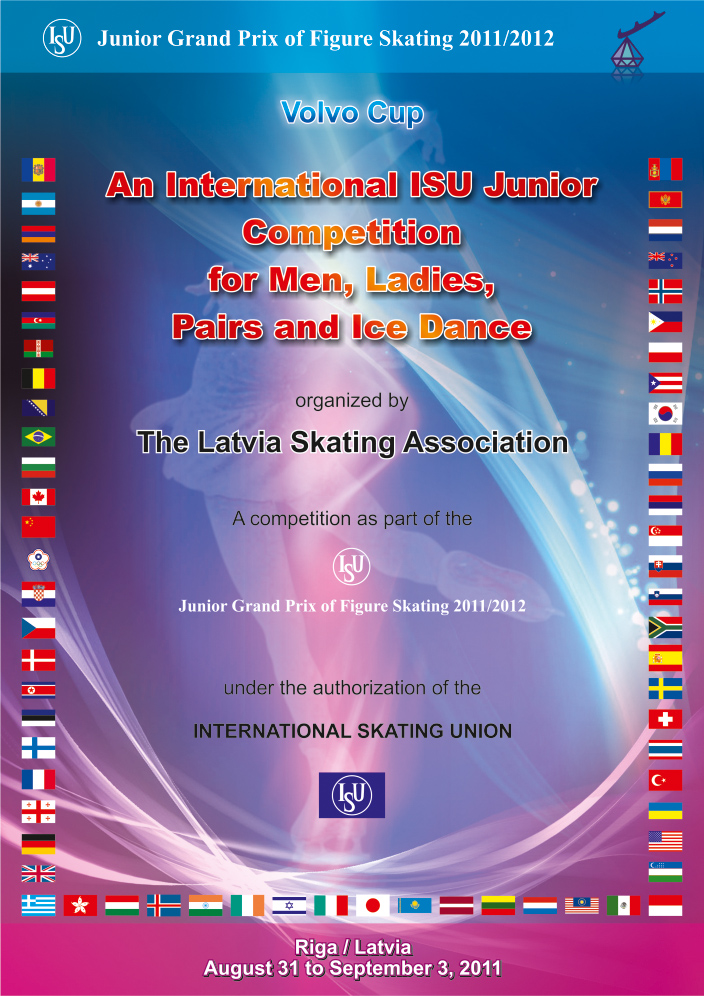 ISU Junior Grand Prix of Figure Skating 2011/2012
Volvo Cup
An International ISU Junior
Competition
for Men, Ladies,
Pairs and Ice Dance
organized by
The Latvia Skating Association
A competition as part of the
ISU
Junior Grand Prix of Figure Skating 2011/2012
under the authorization of the
INTERNATIONAL SKATING UNION
ISU
Riga / Latvia
August 31 to September 3, 2011